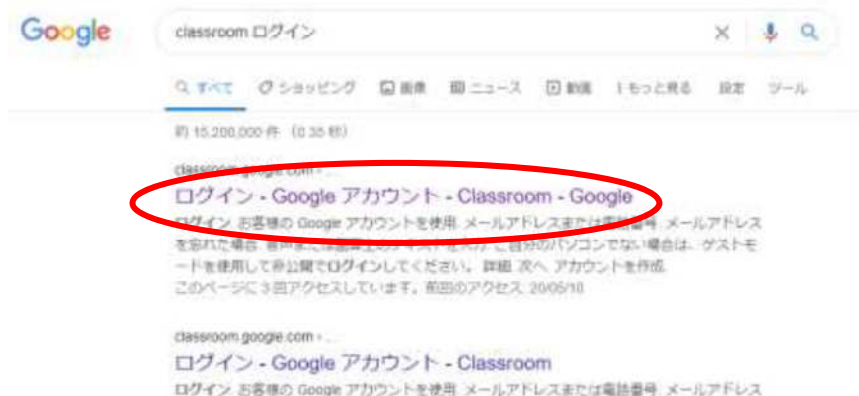 Google
classroom ログイン
すべて ショッピング 画像 ニュース 動画 もっと見る 設定 ツール
約 15,200,000 件 (0.35 秒)
classroom.google.com › ...
ログイン - Google アカウント - Classroom - Google
ログイン. お客様の Google アカウントを使用. メールアドレスまたは電話番号. メールアドレス
を忘れた場合 ご自分のパソコンでない場合は、ゲストモ
ードを使用して非公開でログインしてください。 詳細. 次へ. アカウントを作成.
このページに 3 回アクセスしています。前回のアクセス: 20/05/18
classroom.google.com › ...
ログイン - Google アカウント - Classroom
ログイン. お客様の Google アカウントを使用. メールアドレスまたは電話番号. メールアドレス